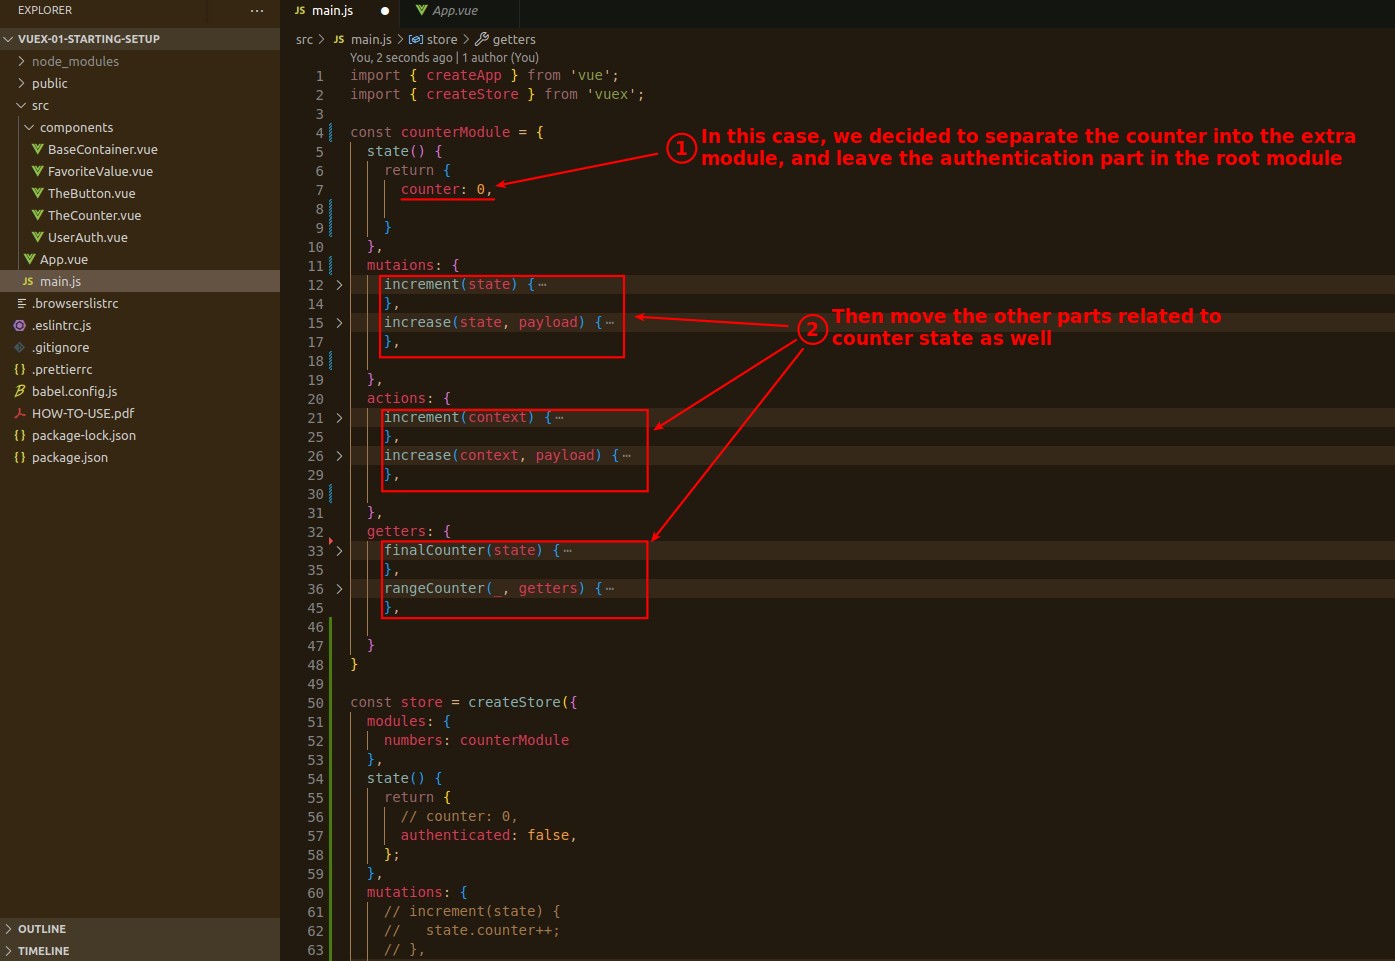 EXPLORER
···
VUEX-01-STARTING-SETUP
node_modules
public
src
components
BaseContainer.vue
FavoriteValue.vue
TheButton.vue
TheCounter.vue
UserAuth.vue
App.vue
JS main.js
.browserslistrc
.eslintrc.js
.gitignore
{} .prettierrc
babel.config.js
HOW-TO-USE.pdf
{} package-lock.json
{} package.json
OUTLINE
TIMELINE
JS main.js ●
App.vue
src > JS main.js > store > getters
You, 2 seconds ago | 1 author (You)
1 import { createApp } from 'vue';
2 import { createStore } from 'vuex';
3
4 const counterModule = {
5 state() {
6 return {
7 counter: 0,
8
9 }
10 },
11 mutaions: {
12 increment(state) { ···
14 },
15 increase(state, payload) { ···
17 },
18
19 },
20 actions: {
21 increment(context) { ···
25 },
26 increase(context, payload) { ···
29 },
30
31 },
32 getters: {
33 finalCounter(state) { ···
35 },
36 rangeCounter(_, getters) { ···
45 },
46
47 }
48 }
49
50 const store = createStore({
51 modules: {
52 numbers: counterModule
53 },
54 state() {
55 return {
56 // counter: 0,
57 authenticated: false,
58 };
59 },
60 mutations: {
61 // increment(state) {
62 //   state.counter++;
63 // },
1 In this case, we decided to separate the counter into the extra
module, and leave the authentication part in the root module
2 Then move the other parts related to
counter state as well